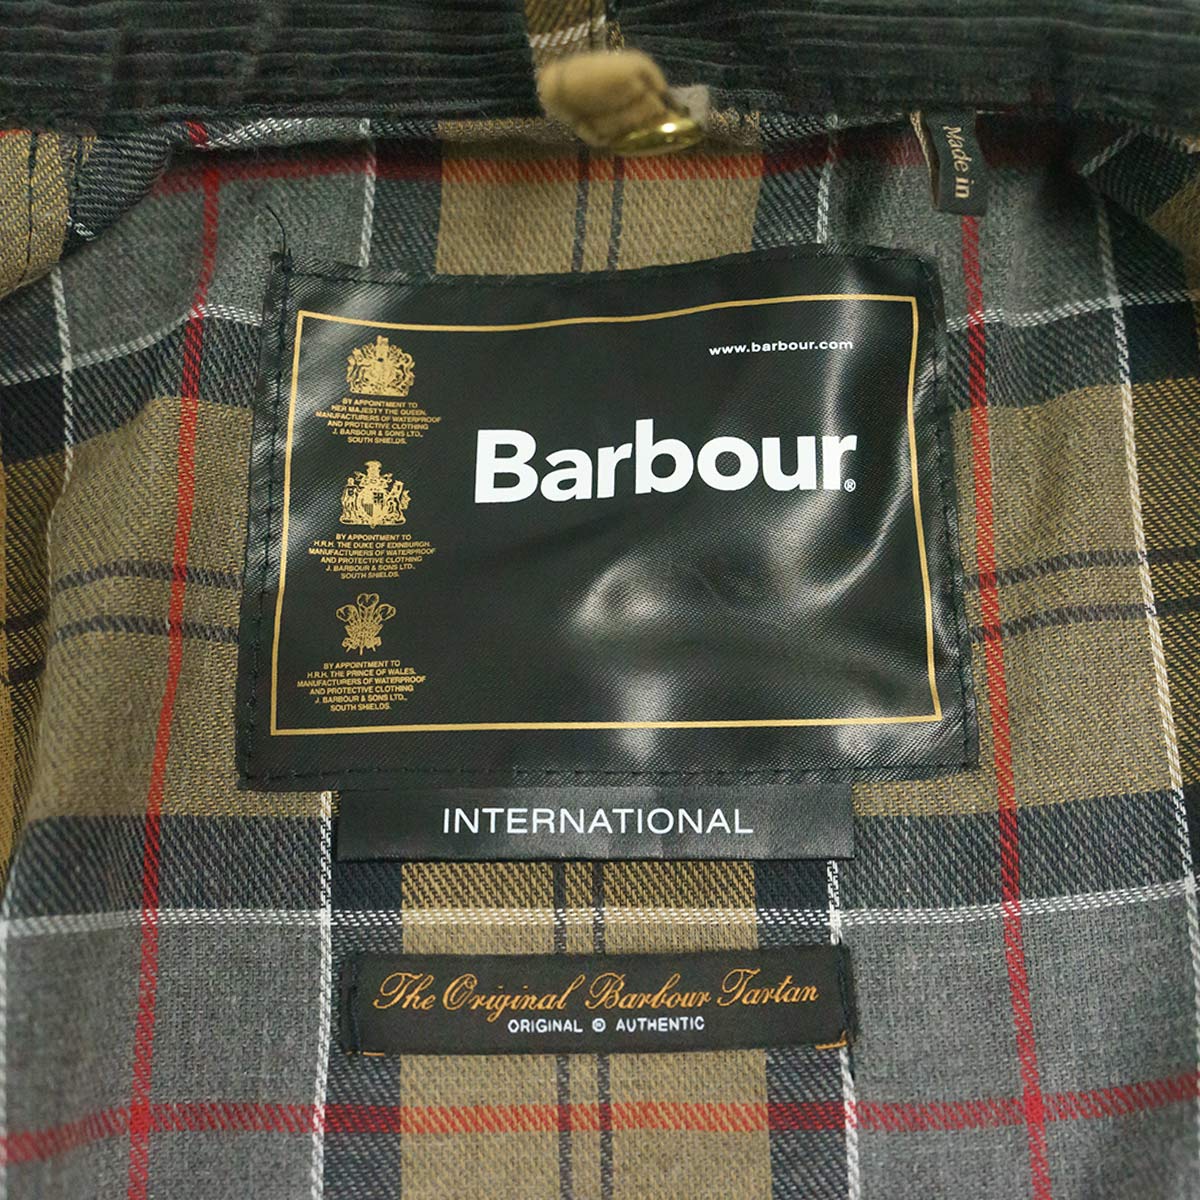 Made in
www.barbour.com
Barbour®
BY APPOINTMENT TO
HER MAJESTY THE QUEEN.
MANUFACTURERS OF WATERPROOF
AND PROTECTIVE CLOTHING
J. BARBOUR & SONS LTD.,
SOUTH SHIELDS.
BY APPOINTMENT TO
H.R.H. THE DUKE OF EDINBURGH.
MANUFACTURERS OF WATERPROOF
AND PROTECTIVE CLOTHING
J. BARBOUR & SONS LTD.,
SOUTH SHIELDS.
BY APPOINTMENT TO
H.R.H. THE PRINCE OF WALES.
MANUFACTURERS OF WATERPROOF
AND PROTECTIVE CLOTHING
J. BARBOUR & SONS LTD.,
SOUTH SHIELDS.
INTERNATIONAL
The Original Barbour Tartan
ORIGINAL ® AUTHENTIC